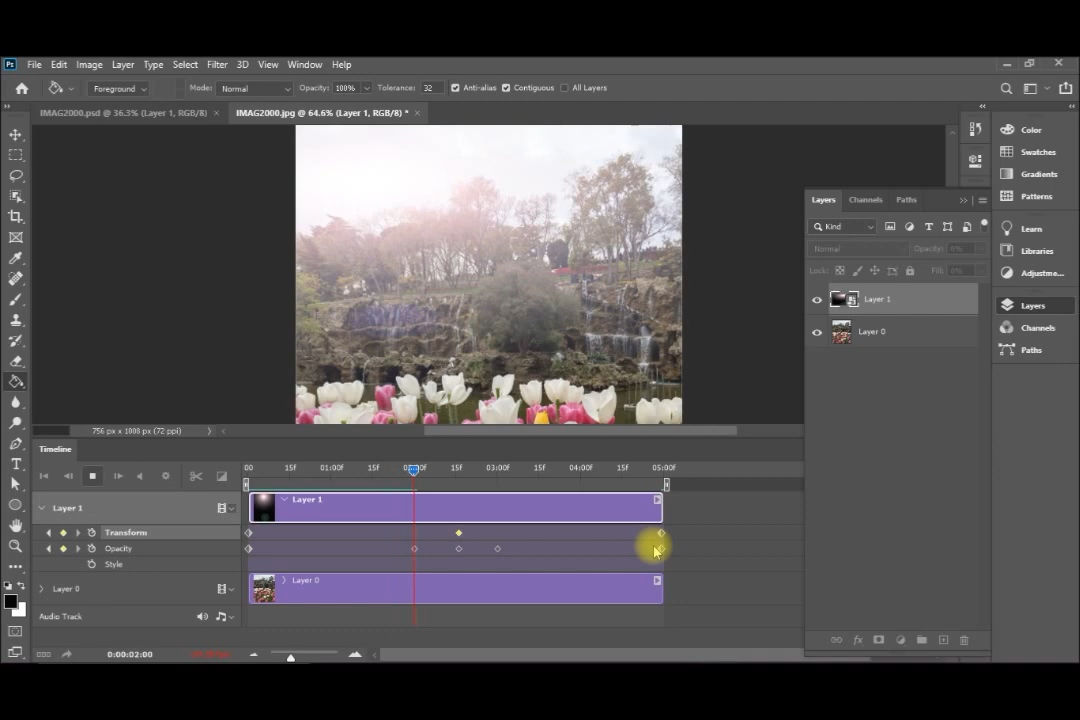 Ps File Edit Image Layer Type Select Filter 3D View Window Help
Foreground Mode: Normal Opacity: 100% Tolerance: 32 Anti-alias Contiguous All Layers
IMAG2000.psd @ 36.3% (Layer 1, RGB/8) × IMAG2000.jpg @ 64.6% (Layer 1, RGB/8) * ×
Color
Swatches
Gradients
Patterns
Learn
Libraries
Adjustme...
Layers
Channels
Paths
Layers Channels Paths
Kind
Normal Opacity: 0%
Lock: Fill: 0%
Layer 1
Layer 0
756 px x 1008 px (72 ppi)
Timeline
00 15f 01:00f 15f 02:00f 15f 03:00f 15f 04:00f 15f 05:00f
Layer 1 Layer 1
Transform
Opacity
Style
Layer 0 Layer 0
Audio Track
0:00:02:00